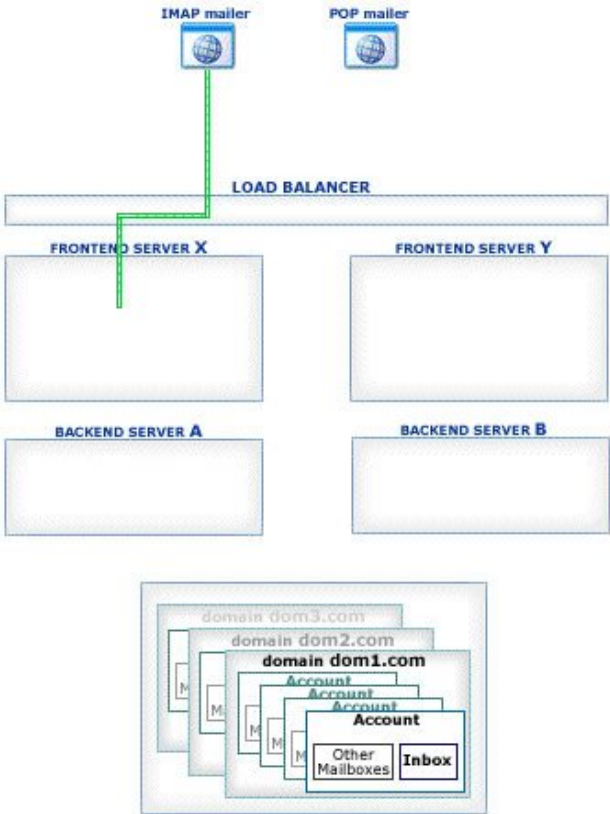 IMAP mailer
POP mailer
LOAD BALANCER
FRONTEND SERVER X
FRONTEND SERVER Y
BACKEND SERVER A
BACKEND SERVER B
domain dom3.com
domain dom2.com
domain dom1.com
Account
Account
Account
Account
M
M
M
M
M
Other
Mailboxes
Inbox